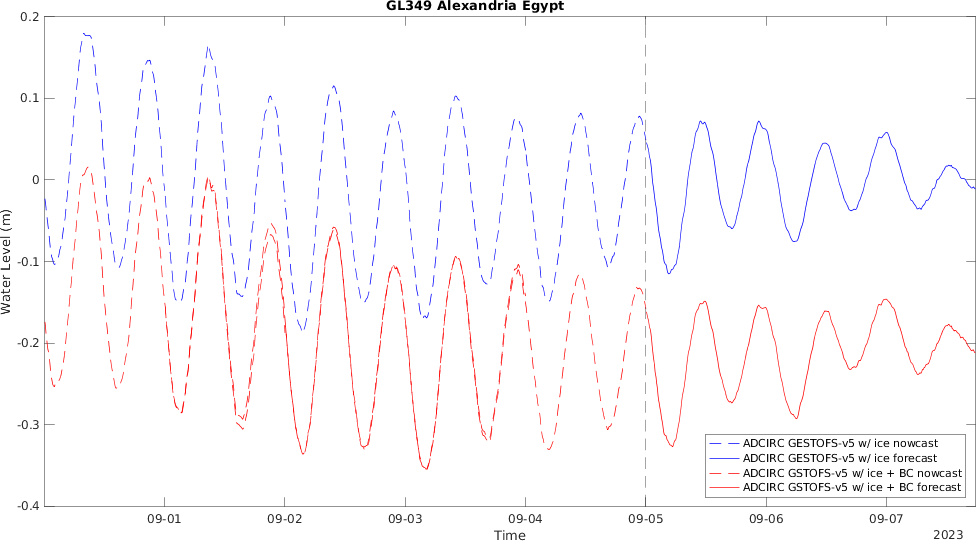 GL349 Alexandria Egypt
0.2
0.1
0
-0.1
-0.2
-0.3
-0.4
Water Level (m)
ADCIRC GESTOFS-v5 w/ ice nowcast
ADCIRC GESTOFS-v5 w/ ice forecast
ADCIRC GSTOFS-v5 w/ ice + BC nowcast
ADCIRC GSTOFS-v5 w/ ice + BC forecast
09-01 09-02 09-03 09-04 09-05 09-06 09-07
Time
2023